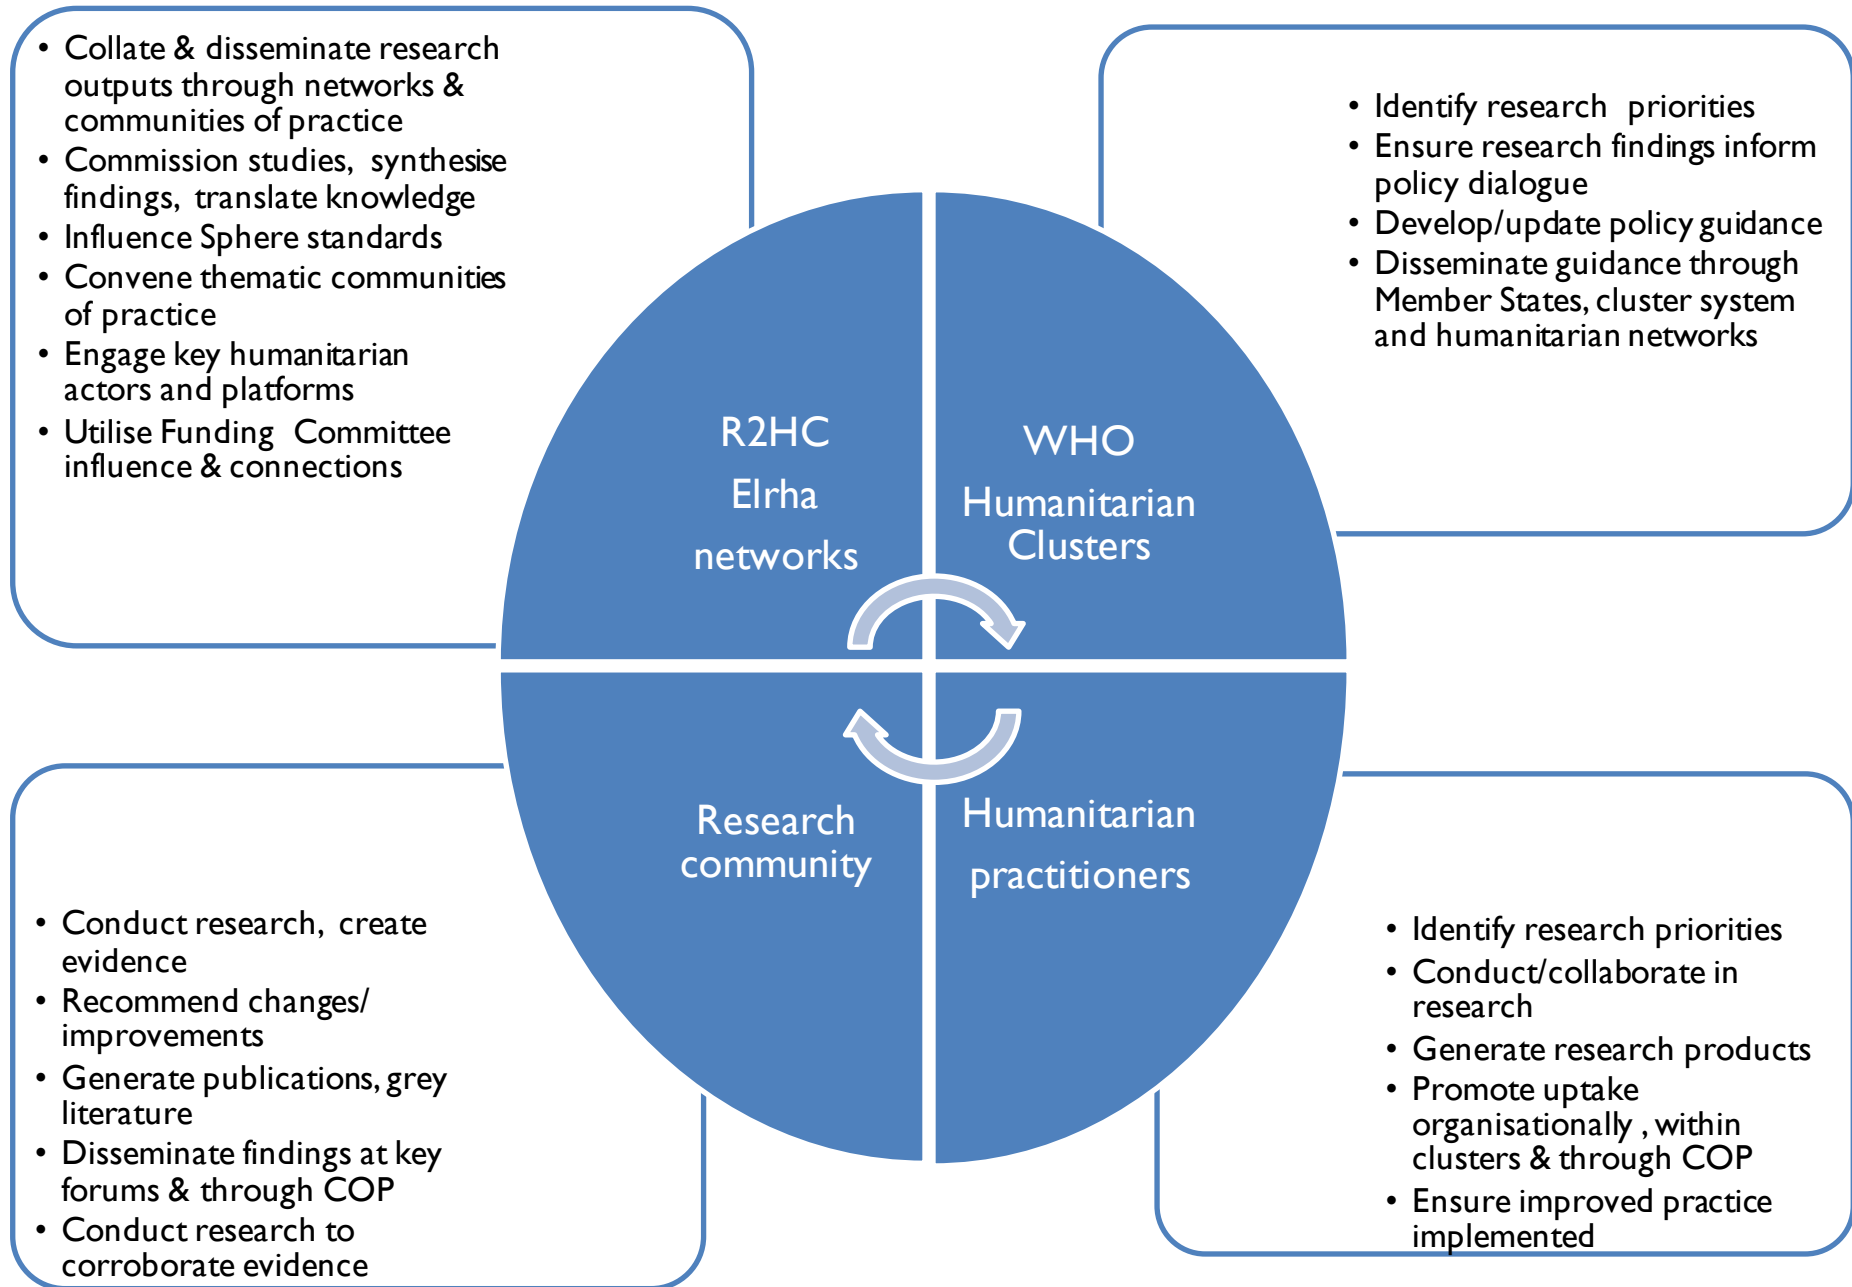 • Collate & disseminate research
outputs through networks &
communities of practice
• Commission studies, synthesise
findings, translate knowledge
• Influence Sphere standards
• Convene thematic communities
of practice
• Engage key humanitarian
actors and platforms
• Utilise Funding Committee
influence & connections
• Identify research priorities
• Ensure research findings inform
policy dialogue
• Develop/update policy guidance
• Disseminate guidance through
Member States, cluster system
and humanitarian networks
R2HC
Elrha
networks
WHO
Humanitarian
Clusters
Research
community
Humanitarian
practitioners
• Conduct research, create
evidence
• Recommend changes/
improvements
• Generate publications, grey
literature
• Disseminate findings at key
forums & through COP
• Conduct research to
corroborate evidence
• Identify research priorities
• Conduct/collaborate in
research
• Generate research products
• Promote uptake
organisationally , within
clusters & through COP
• Ensure improved practice
implemented